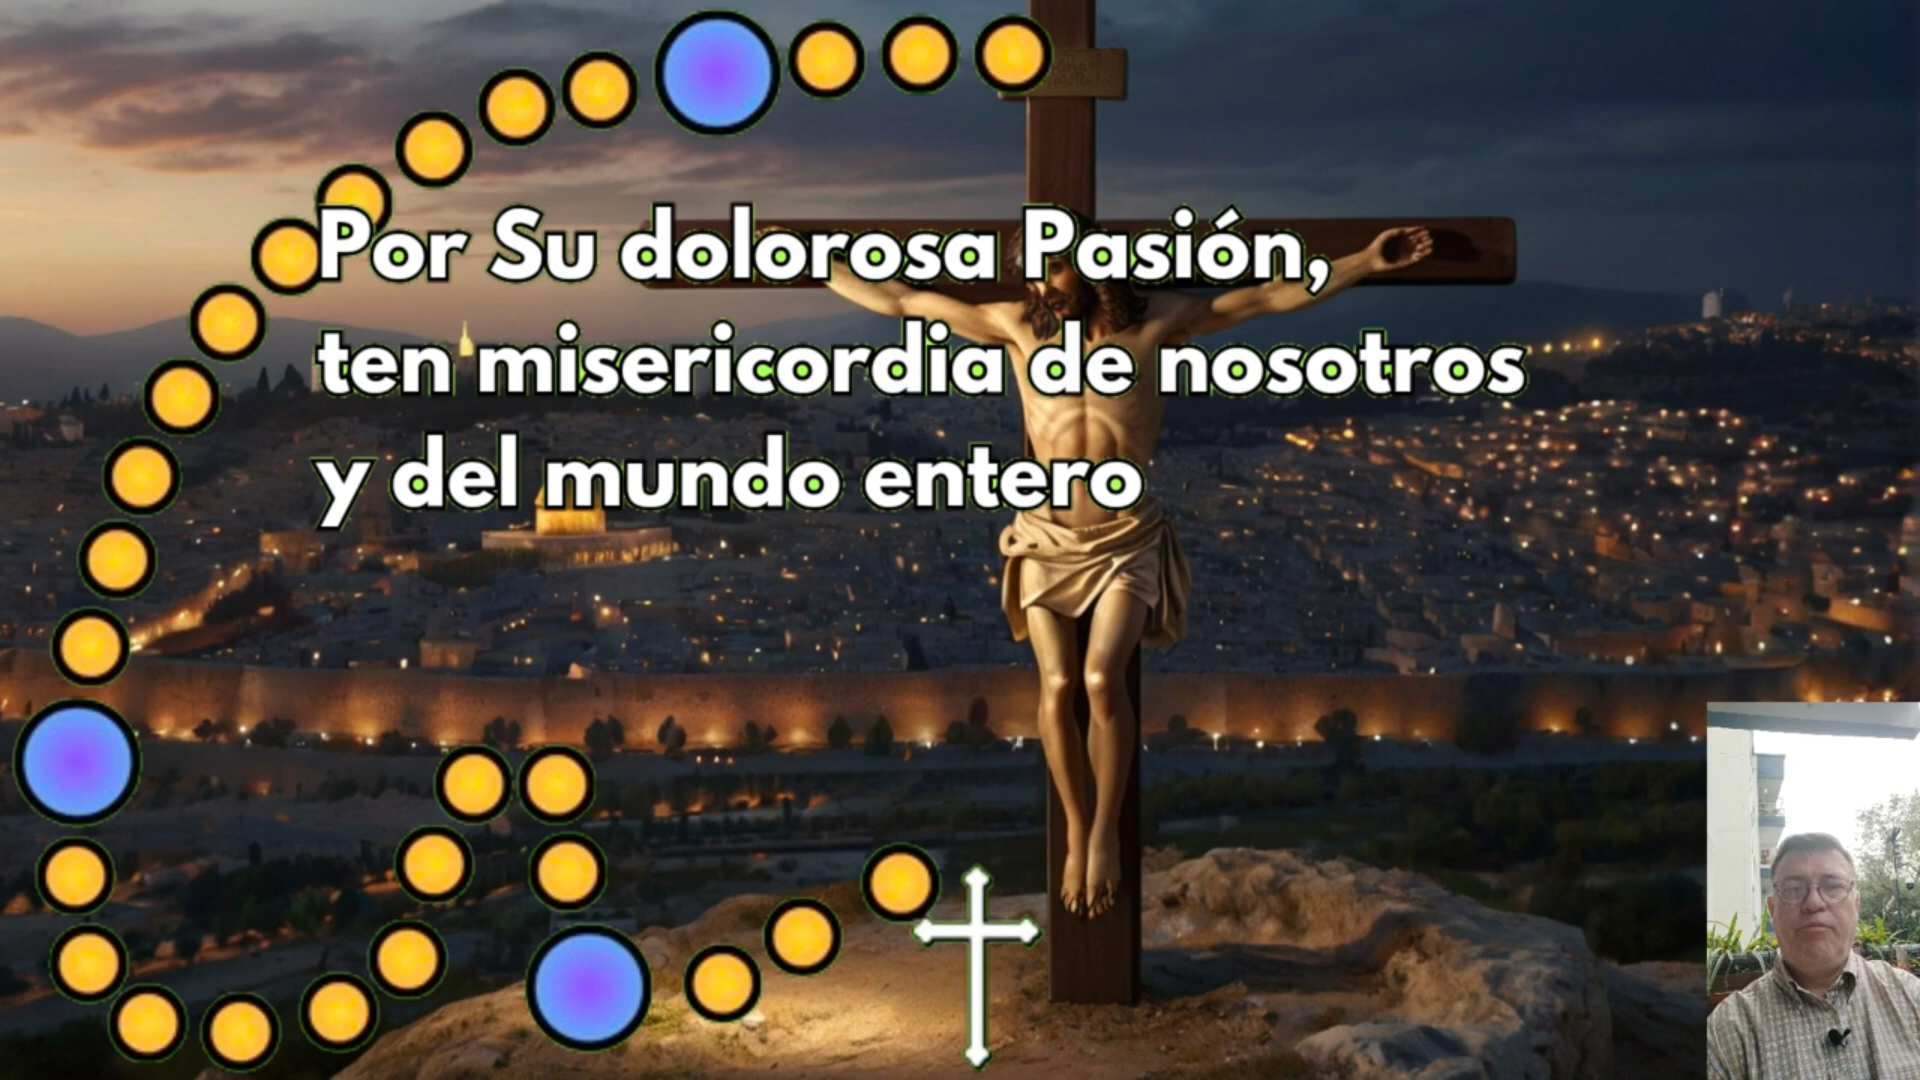 Por Su dolorosa Pasión,
ten misericordia de nosotros
y del mundo entero